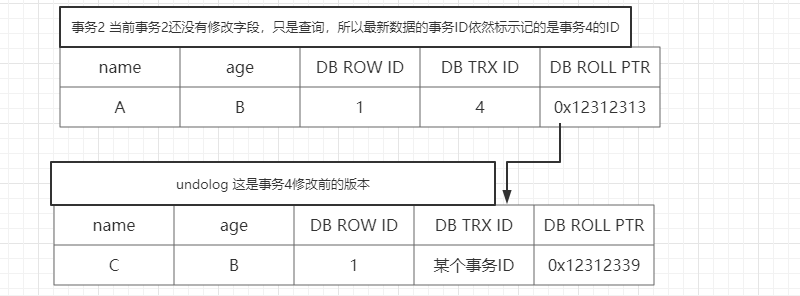 事务2 当前事务2还没有修改字段，只是查询，所以最新数据的事务ID依然标示记的是事务4的ID
name age DB ROW ID DB TRX ID DB ROLL PTR
A B 1 4 0x12312313
undolog 这是事务4修改前的版本
name age DB ROW ID DB TRX ID DB ROLL PTR
C B 1 某个事务ID 0x12312339